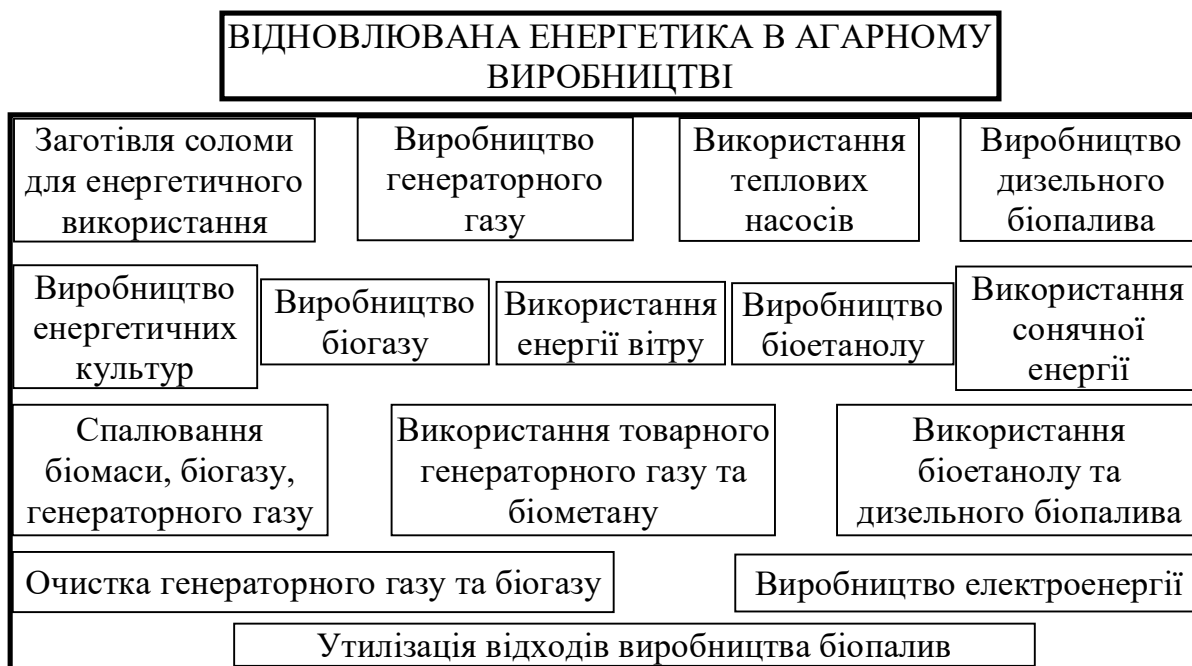 ВІДНОВЛЮВАНА ЕНЕРГЕТИКА В АГАРНОМУ
ВИРОБНИЦТВІ
Заготівля соломи
для енергетичного
використання
Виробництво
генераторного
газу
Використання
теплових
насосів
Виробництво
дизельного
біопалива
Виробництво
енергетичних
культур
Виробництво
біогазу
Використання
енергії вітру
Виробництво
біоетанолу
Використання
сонячної
енергії
Спалювання
біомаси, біогазу,
генераторного газу
Використання товарного
генераторного газу та
біометану
Використання
біоетанолу та
дизельного біопалива
Очистка генераторного газу та біогазу
Виробництво електроенергії
Утилізація відходів виробництва біопалив